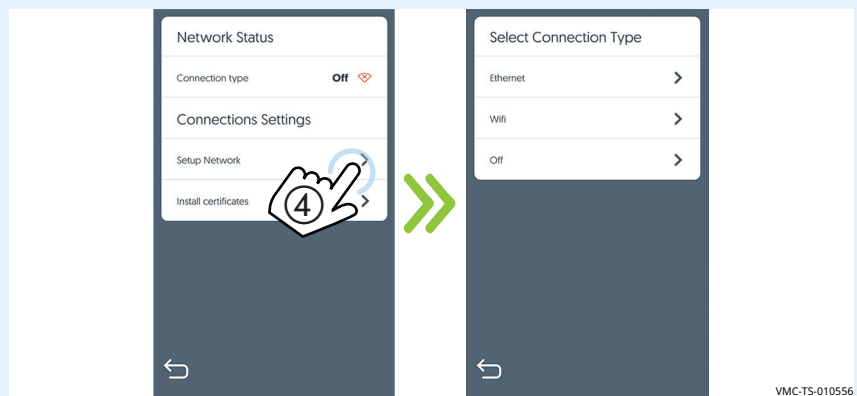 Network Status
Connection type Off
Connections Settings
Setup Network
Install certificates
4
Select Connection Type
Ethernet
Wifi
Off
VMC-TS-010556